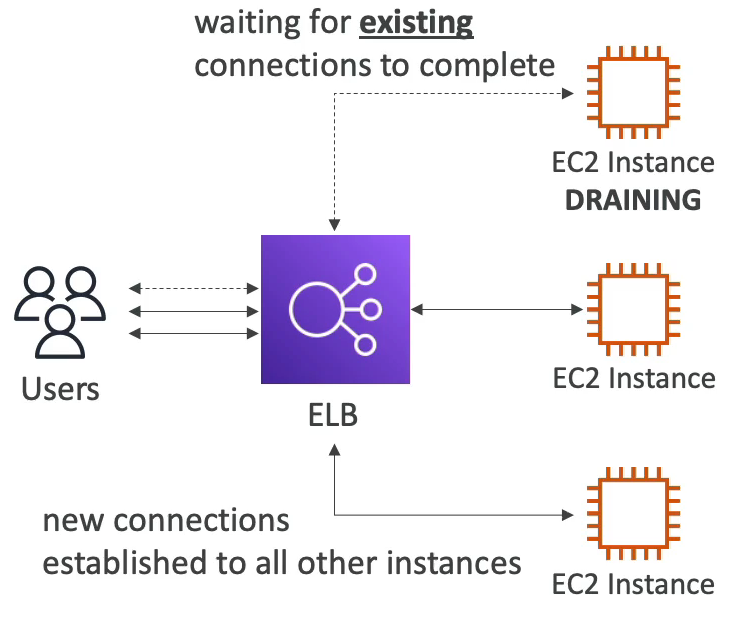 waiting for existing
connections to complete
EC2 Instance
DRAINING
Users
ELB
EC2 Instance
new connections
established to all other instances
EC2 Instance